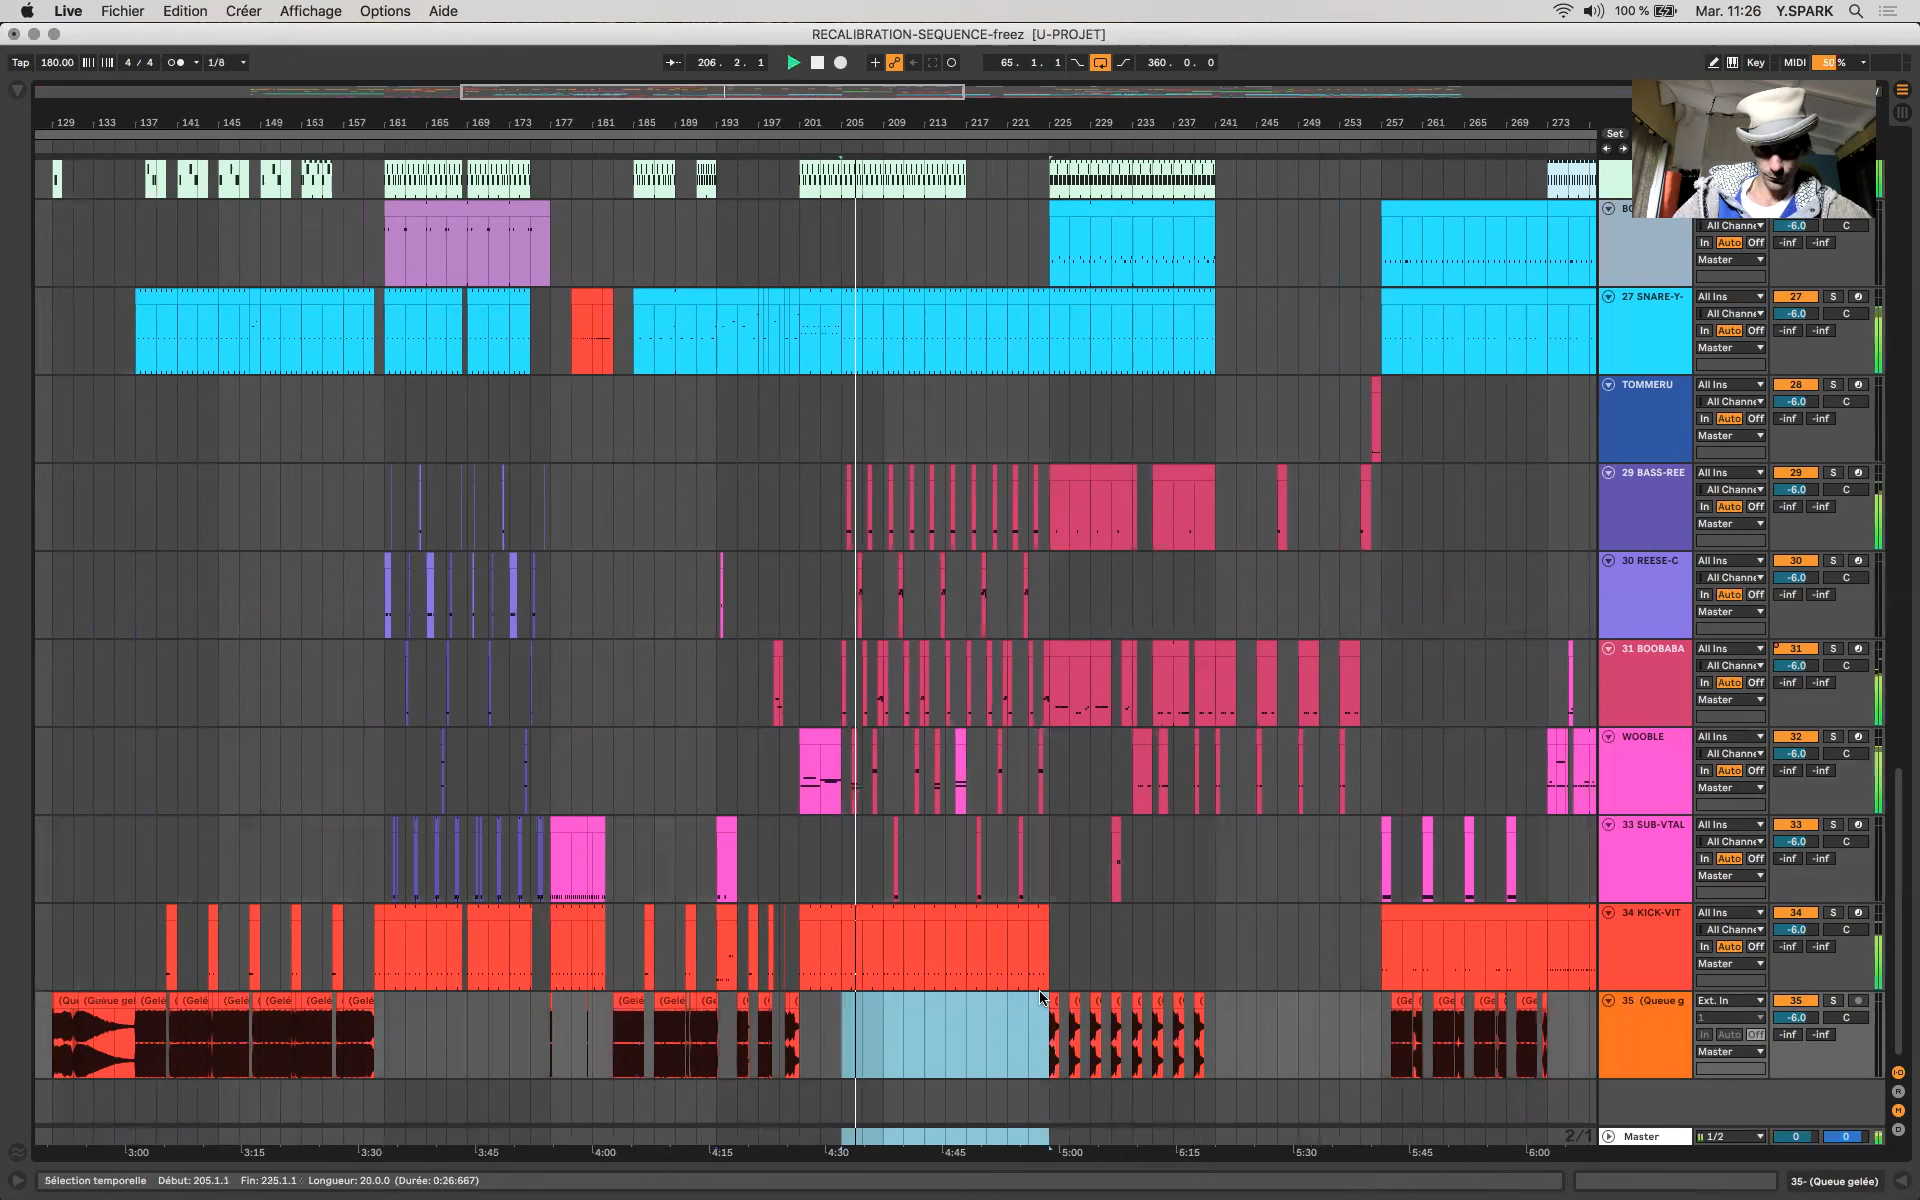 Live Fichier Edition Créer Affichage Options Aide 100 % Mar. 11:26 Y.SPARK
RECALIBRATION-SEQUENCE-freez [U-PROJET]
Tap 180.00 4 / 4 1/8 206. 2. 1 65. 1. 1 360. 0. 0 Key MIDI 50 %
129 133 137 141 145 149 153 157 161 165 169 173 177 181 185 189 193 197 201 205 209 213 217 221 225 229 233 237 241 245 249 253 257 261 265 269 273
Set
All Channe -6.0 C
In Auto Off -inf -inf
Master
27 SNARE-Y- All Ins 27 S
All Channe -6.0 C
In Auto Off -inf -inf
Master
TOMMERU All Ins 28 S
All Channe -6.0 C
In Auto Off -inf -inf
Master
29 BASS-REE All Ins 29 S
All Channe -6.0 C
In Auto Off -inf -inf
Master
30 REESE-C All Ins 30 S
All Channe -6.0 C
In Auto Off -inf -inf
Master
31 BOOBABA All Ins 31 S
All Channe -6.0 C
In Auto Off -inf -inf
Master
WOOBLE All Ins 32 S
All Channe -6.0 C
In Auto Off -inf -inf
Master
33 SUB-VTAL All Ins 33 S
All Channe -6.0 C
In Auto Off -inf -inf
Master
34 KICK-VIT All Ins 34 S
All Channe -6.0 C
In Auto Off -inf -inf
Master
(Qu (Queue gel (Gelé ( (Gelé (Gelé (Gelé (Gelé (Gelé (Gelé (Gelé (Ge ( ( ( ( ( ( ( ( ( ( ( (Ge (Ge (Ge (Ge 35 (Queue g Ext. In 35 S
1 -6.0 C
In Auto Off -inf -inf
Master
2/1 Master 1/2 0 0
3:00 3:15 3:30 3:45 4:00 4:15 4:30 4:45 5:00 5:15 5:30 5:45 6:00
Sélection temporelle Début: 205.1.1 Fin: 225.1.1 Longueur: 20.0.0 (Durée: 0:26:667) 35- (Queue gelée)